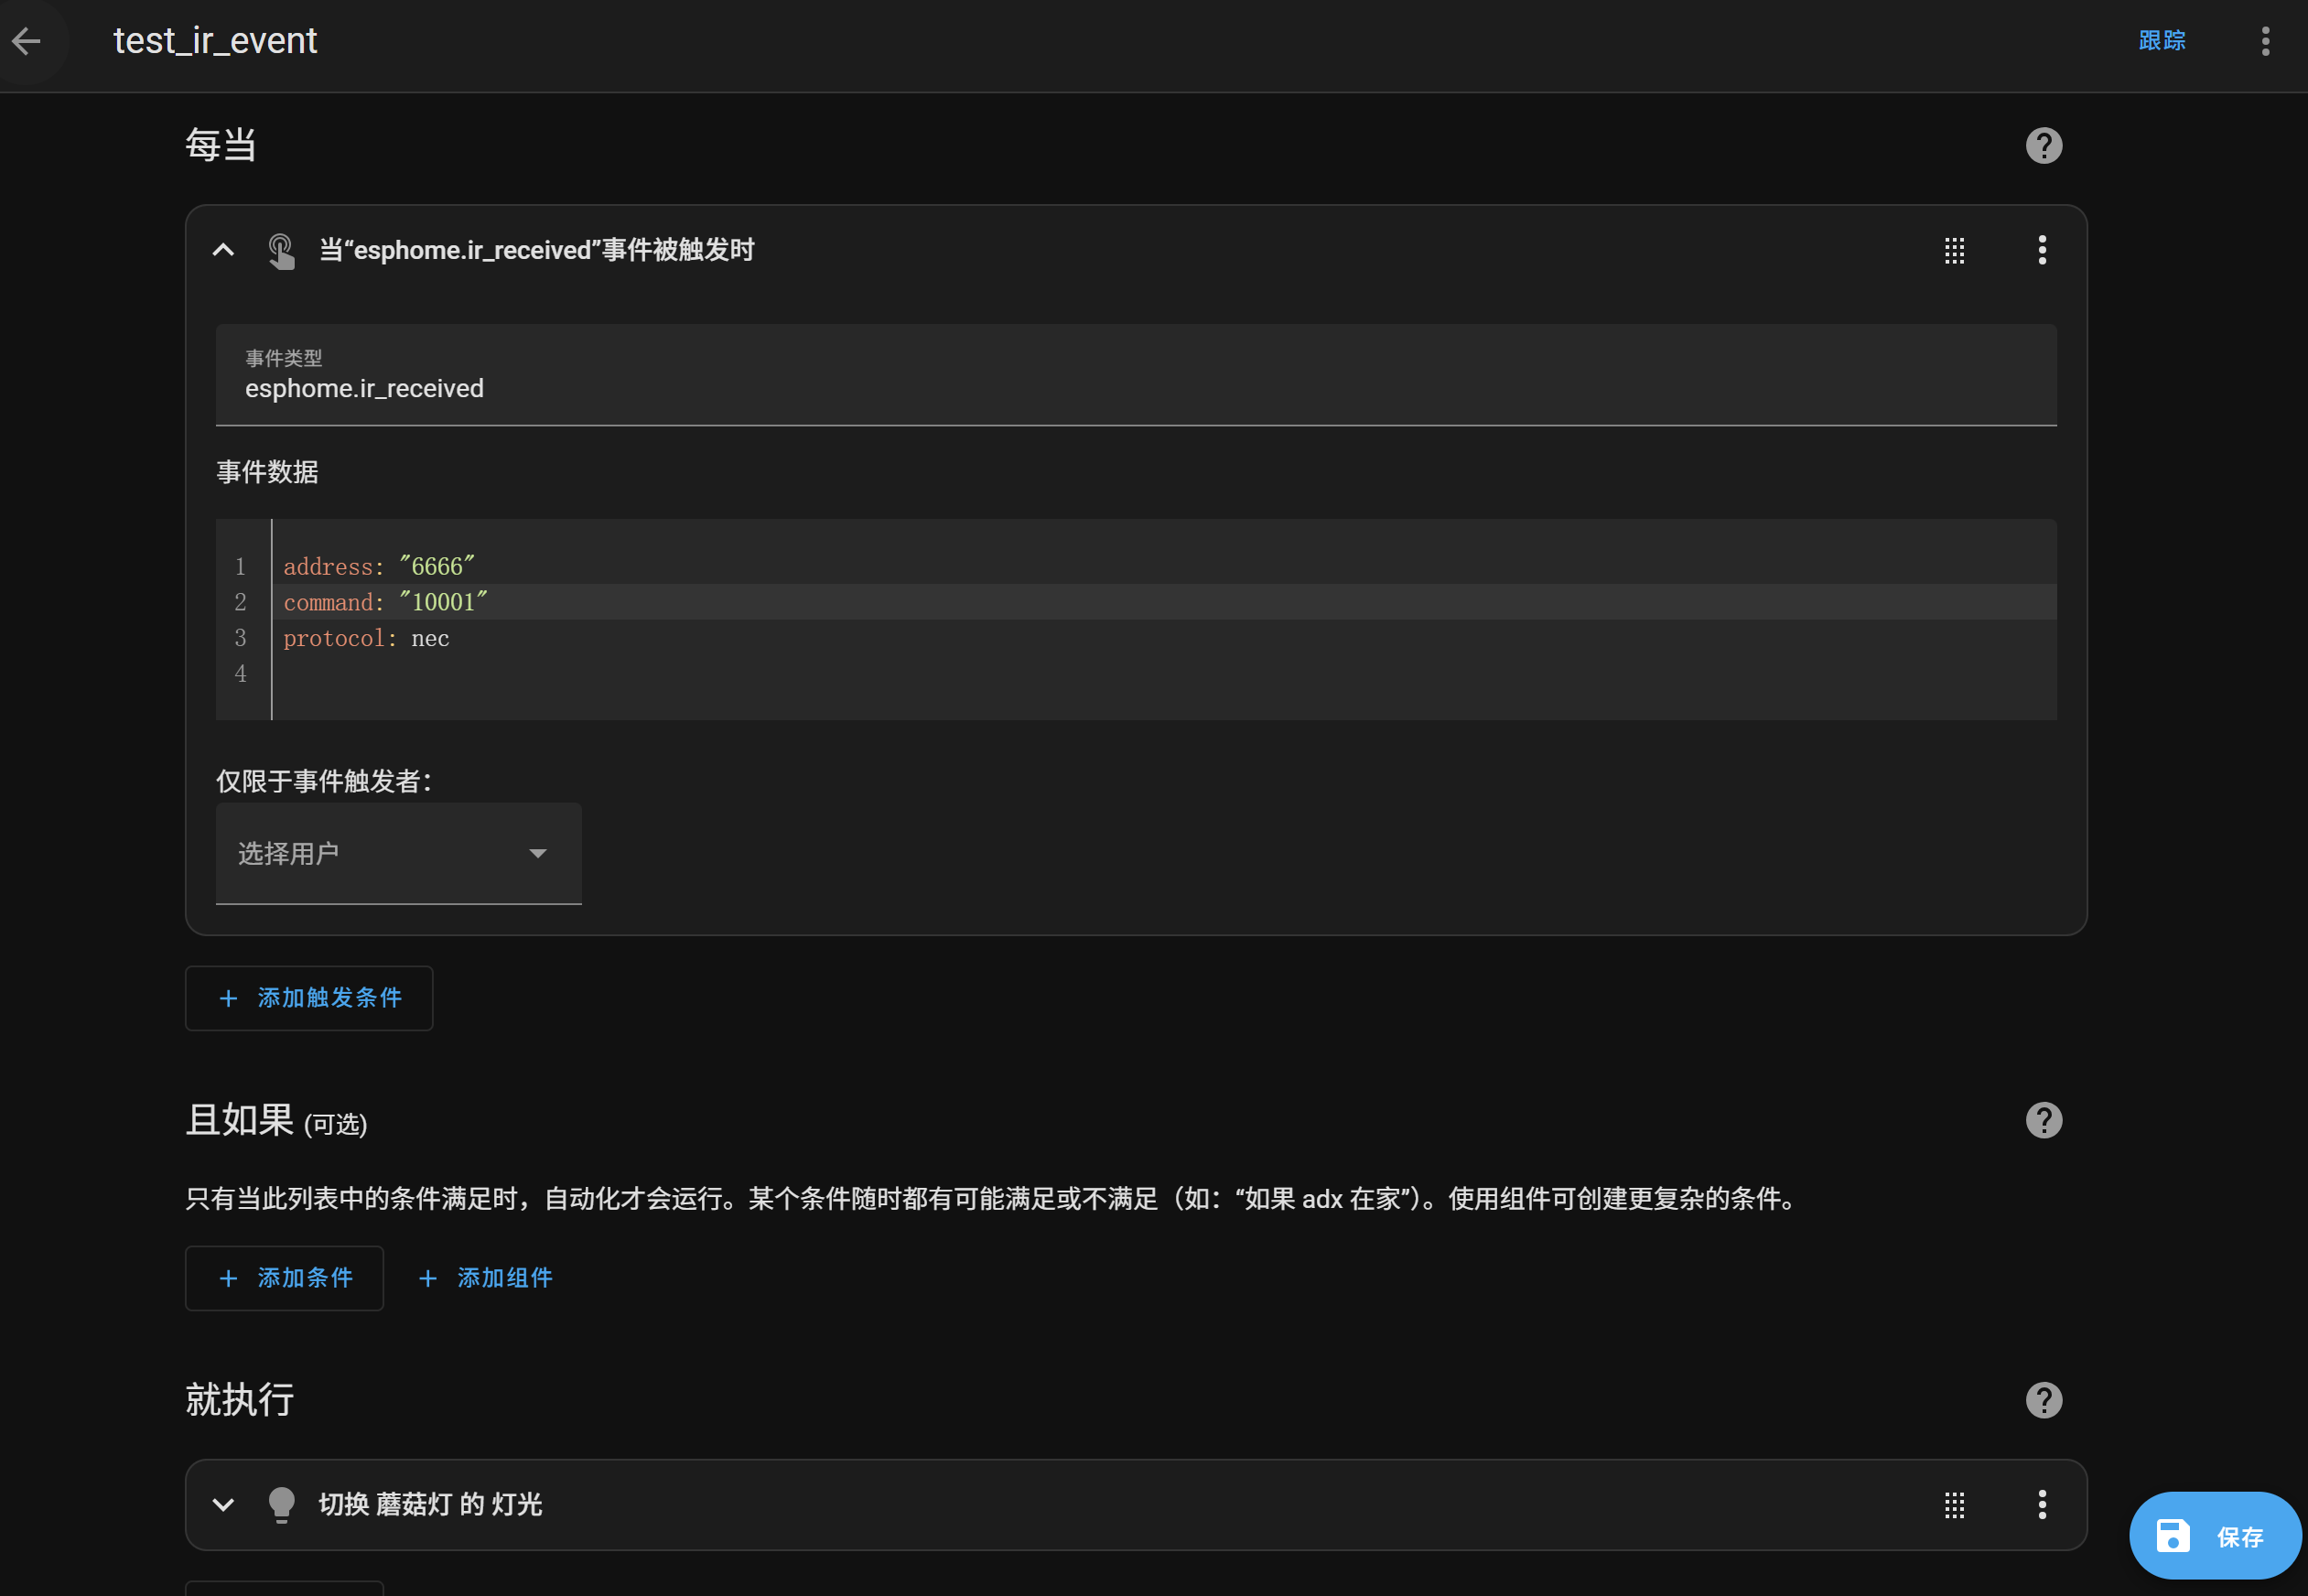 test_ir_event
跟踪
每当
当“esphome.ir_received”事件被触发时
事件类型
esphome.ir_received
事件数据
1 address: "6666"
2 command: "10001"
3 protocol: nec
4
仅限于事件触发者：
选择用户
+ 添加触发条件
且如果 (可选)
只有当此列表中的条件满足时，自动化才会运行。某个条件随时都有可能满足或不满足（如：“如果 adx 在家”）。使用组件可创建更复杂的条件。
+ 添加条件 + 添加组件
就执行
切换 蘑菇灯 的 灯光
保存